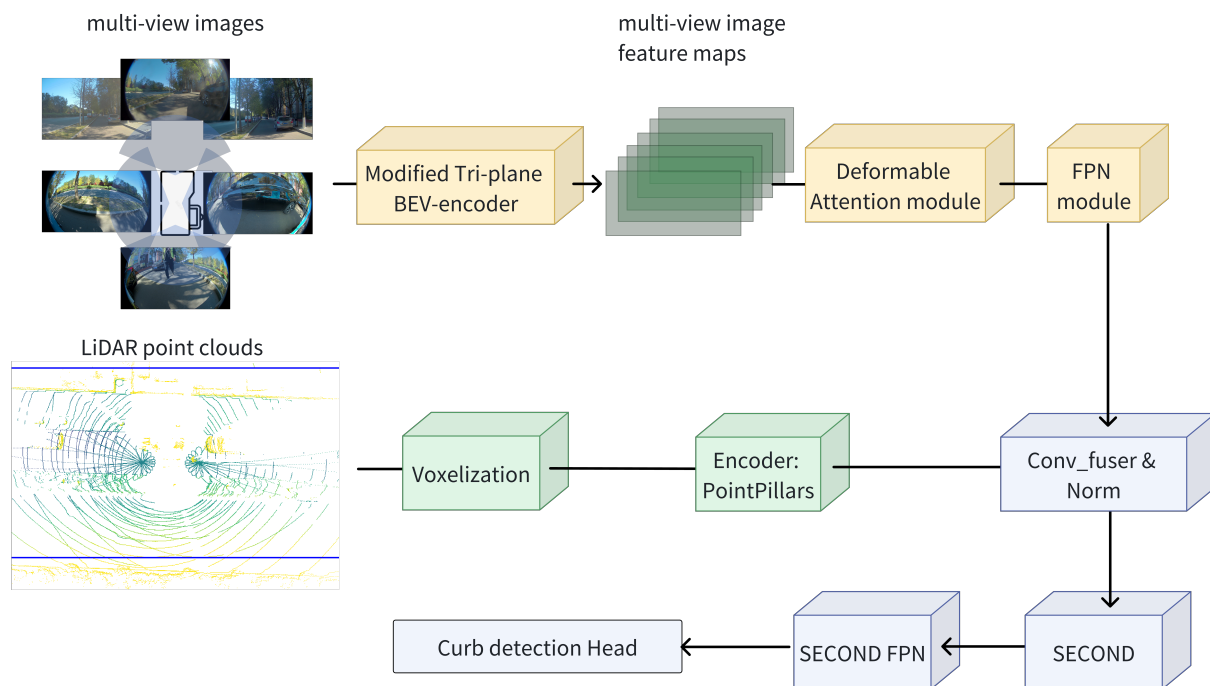 multi-view images
multi-view image
feature maps
Modified Tri-plane
BEV-encoder
Deformable
Attention module
FPN
module
LiDAR point clouds
Voxelization
Encoder:
PointPillars
Conv_fuser &
Norm
Curb detection Head
SECOND FPN
SECOND